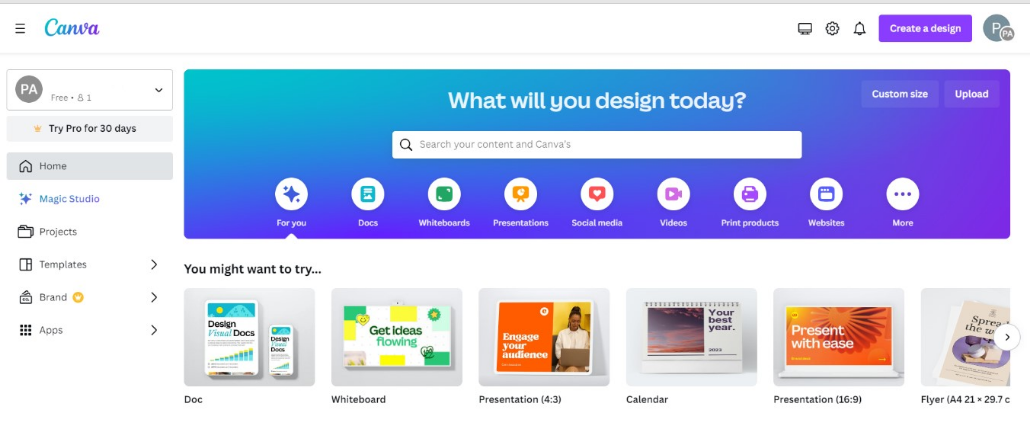 Canva
Create a design
P
PA
PA
Free • 1
Try Pro for 30 days
Home
Magic Studio
Projects
Templates
Brand
Apps
What will you design today?
Custom size
Upload
Search your content and Canva's
For you
Docs
Whiteboards
Presentations
Social media
Videos
Print products
Websites
More
You might want to try...
Design
Visual Docs
Design
Visual Docs
Get ideas
flowing
Engage
your
audience
Your
best
year.
2023
Present
with ease
Sprea
the w
Doc
Whiteboard
Presentation (4:3)
Calendar
Presentation (16:9)
Flyer (A4 21 × 29.7 c